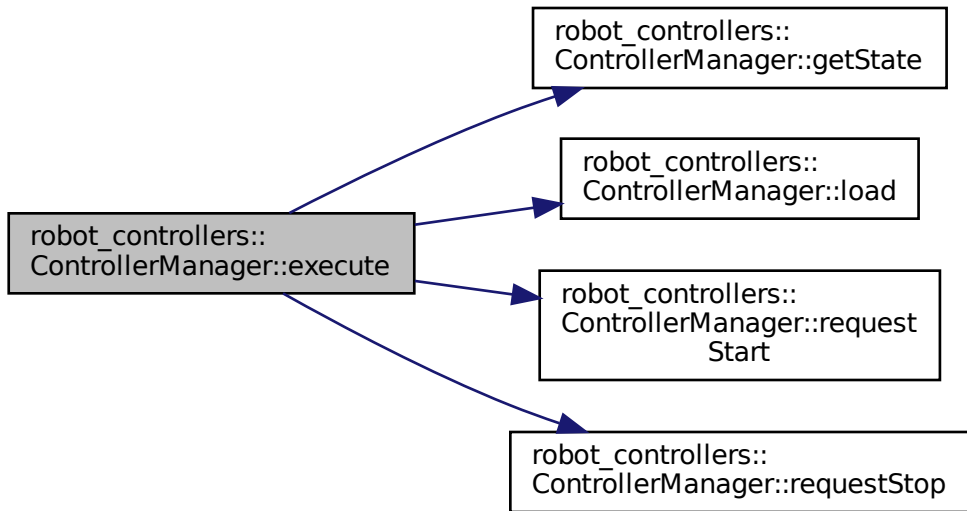 robot_controllers::
ControllerManager::getState
robot_controllers::
ControllerManager::load
robot_controllers::
ControllerManager::execute
robot_controllers::
ControllerManager::request
Start
robot_controllers::
ControllerManager::requestStop